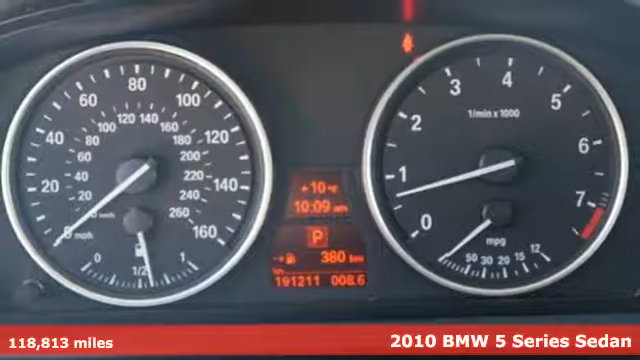 20 40 60 80 100 120 140 160
20 40 60 80 100 120 140 160 180 200 220 240 260
mph
0 1/2 1
+10 °F
10:09 am
P
380 km
km
191211 008.6
0 1 2 3 4 5 6 7
1/min x 1000
mpg
50 30 20 15 12
118,813 miles
2010 BMW 5 Series Sedan